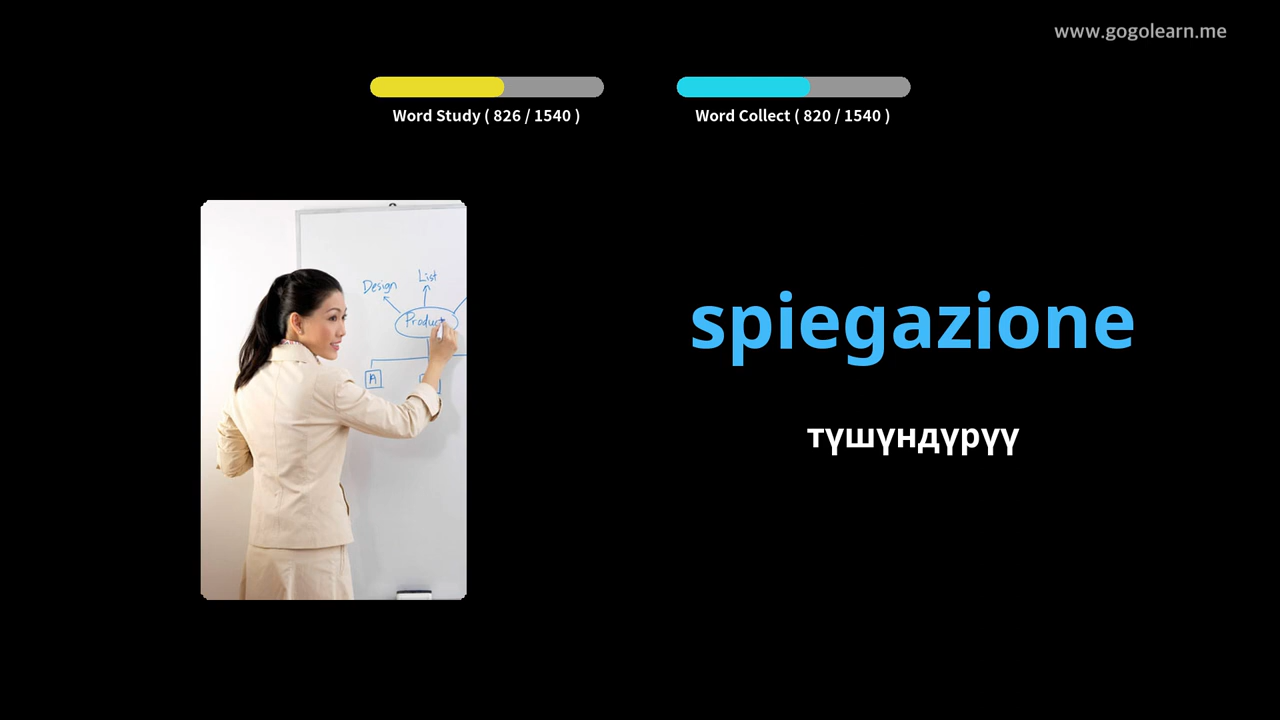 www.gogolearn.me
Word Study ( 826 / 1540 )
Word Collect ( 820 / 1540 )
Design
List
Product
A
spiegazione
түшүндүрүү